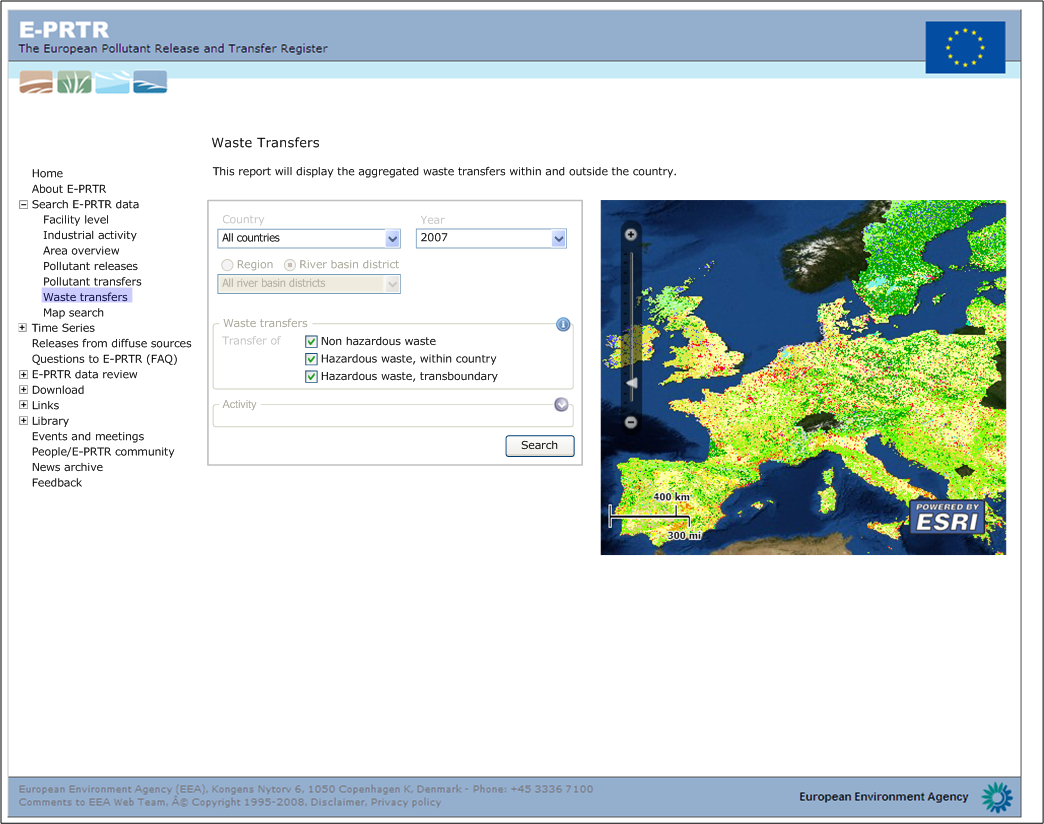 E-PRTR
The European Pollutant Release and Transfer Register
Waste Transfers
This report will display the aggregated waste transfers within and outside the country.
Home
About E-PRTR
Search E-PRTR data
Facility level
Industrial activity
Area overview
Pollutant releases
Pollutant transfers
Waste transfers
Map search
Time Series
Releases from diffuse sources
Questions to E-PRTR (FAQ)
E-PRTR data review
Download
Links
Library
Events and meetings
People/E-PRTR community
News archive
Feedback
Country Year
All countries 2007
Region River basin district
All river basin districts
Waste transfers
Transfer of Non hazardous waste
Hazardous waste, within country
Hazardous waste, transboundary
Activity
Search
400 km
300 mi
POWERED BY
ESRI
European Environment Agency (EEA), Kongens Nytorv 6, 1050 Copenhagen K, Denmark - Phone: +45 3336 7100
Comments to EEA Web Team, Â© Copyright 1995-2008. Disclaimer. Privacy policy
European Environment Agency